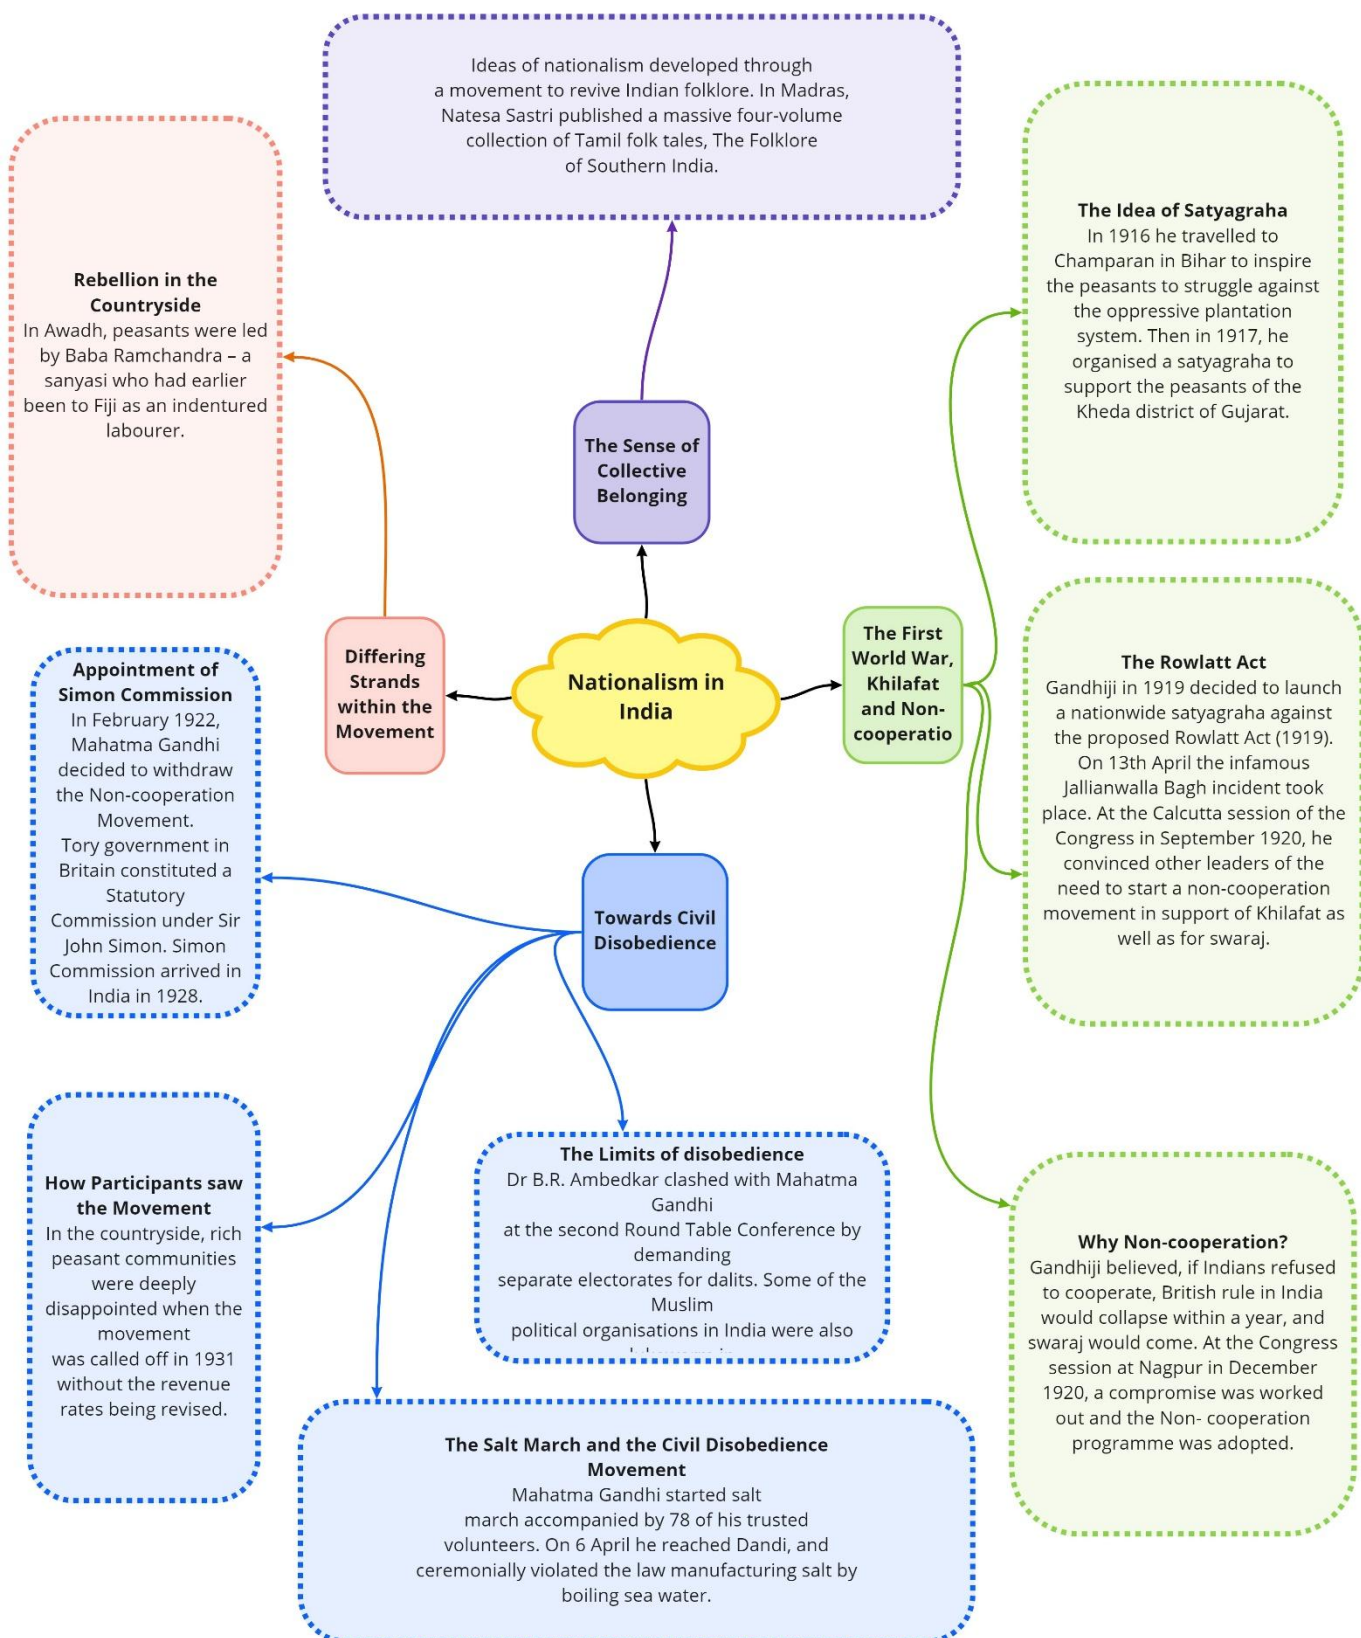 Ideas of nationalism developed through
a movement to revive Indian folklore. In Madras,
Natesa Sastri published a massive four-volume
collection of Tamil folk tales, The Folklore
of Southern India.
Rebellion in the
Countryside
In Awadh, peasants were led
by Baba Ramchandra – a
sanyasi who had earlier
been to Fiji as an indentured
labourer.
The Idea of Satyagraha
In 1916 he travelled to
Champaran in Bihar to inspire
the peasants to struggle against
the oppressive plantation
system. Then in 1917, he
organised a satyagraha to
support the peasants of the
Kheda district of Gujarat.
The Sense of
Collective
Belonging
Differing
Strands
within the
Movement
Nationalism in
India
The First
World War,
Khilafat
and Non-
cooperatio
Appointment of
Simon Commission
In February 1922,
Mahatma Gandhi
decided to withdraw
the Non-cooperation
Movement.
Tory government in
Britain constituted a
Statutory
Commission under Sir
John Simon. Simon
Commission arrived in
India in 1928.
The Rowlatt Act
Gandhiji in 1919 decided to launch
a nationwide satyagraha against
the proposed Rowlatt Act (1919).
On 13th April the infamous
Jallianwalla Bagh incident took
place. At the Calcutta session of the
Congress in September 1920, he
convinced other leaders of the
need to start a non-cooperation
movement in support of Khilafat as
well as for swaraj.
Towards Civil
Disobedience
How Participants saw
the Movement
In the countryside, rich
peasant communities
were deeply
disappointed when the
movement
was called off in 1931
without the revenue
rates being revised.
The Limits of disobedience
Dr B.R. Ambedkar clashed with Mahatma
Gandhi
at the second Round Table Conference by
demanding
separate electorates for dalits. Some of the
Muslim
political organisations in India were also
Why Non-cooperation?
Gandhiji believed, if Indians refused
to cooperate, British rule in India
would collapse within a year, and
swaraj would come. At the Congress
session at Nagpur in December
1920, a compromise was worked
out and the Non- cooperation
programme was adopted.
The Salt March and the Civil Disobedience
Movement
Mahatma Gandhi started salt
march accompanied by 78 of his trusted
volunteers. On 6 April he reached Dandi, and
ceremonially violated the law manufacturing salt by
boiling sea water.